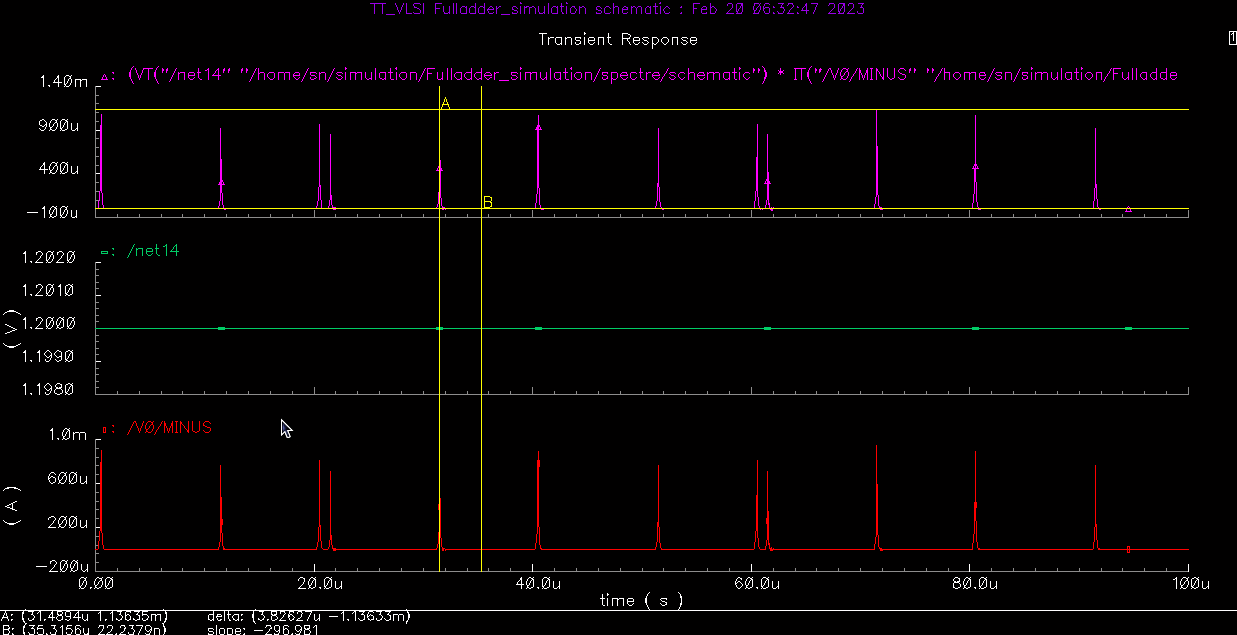 TT_VLSI Fulladder_simulation schematic : Feb 20 06:32:47 2023
Transient Response
1
△: (VT("/net14" "/home/sn/simulation/Fulladder_simulation/spectre/schematic") * IT("/V0/MINUS" "/home/sn/simulation/Fulladde
1.40m
A
900u
400u
B
-100u
/net14
1.2020
1.2010
1.2000
( V )
1.1990
1.1980
/V0/MINUS
1.0m
600u
( A )
200u
-200u
0.00 20.0u 40.0u 60.0u 80.0u 100u
time ( s )
A: (31.4894u 1.13635m) delta: (3.82627u -1.13633m)
B: (35.3156u 22.2379n) slope: -296.981